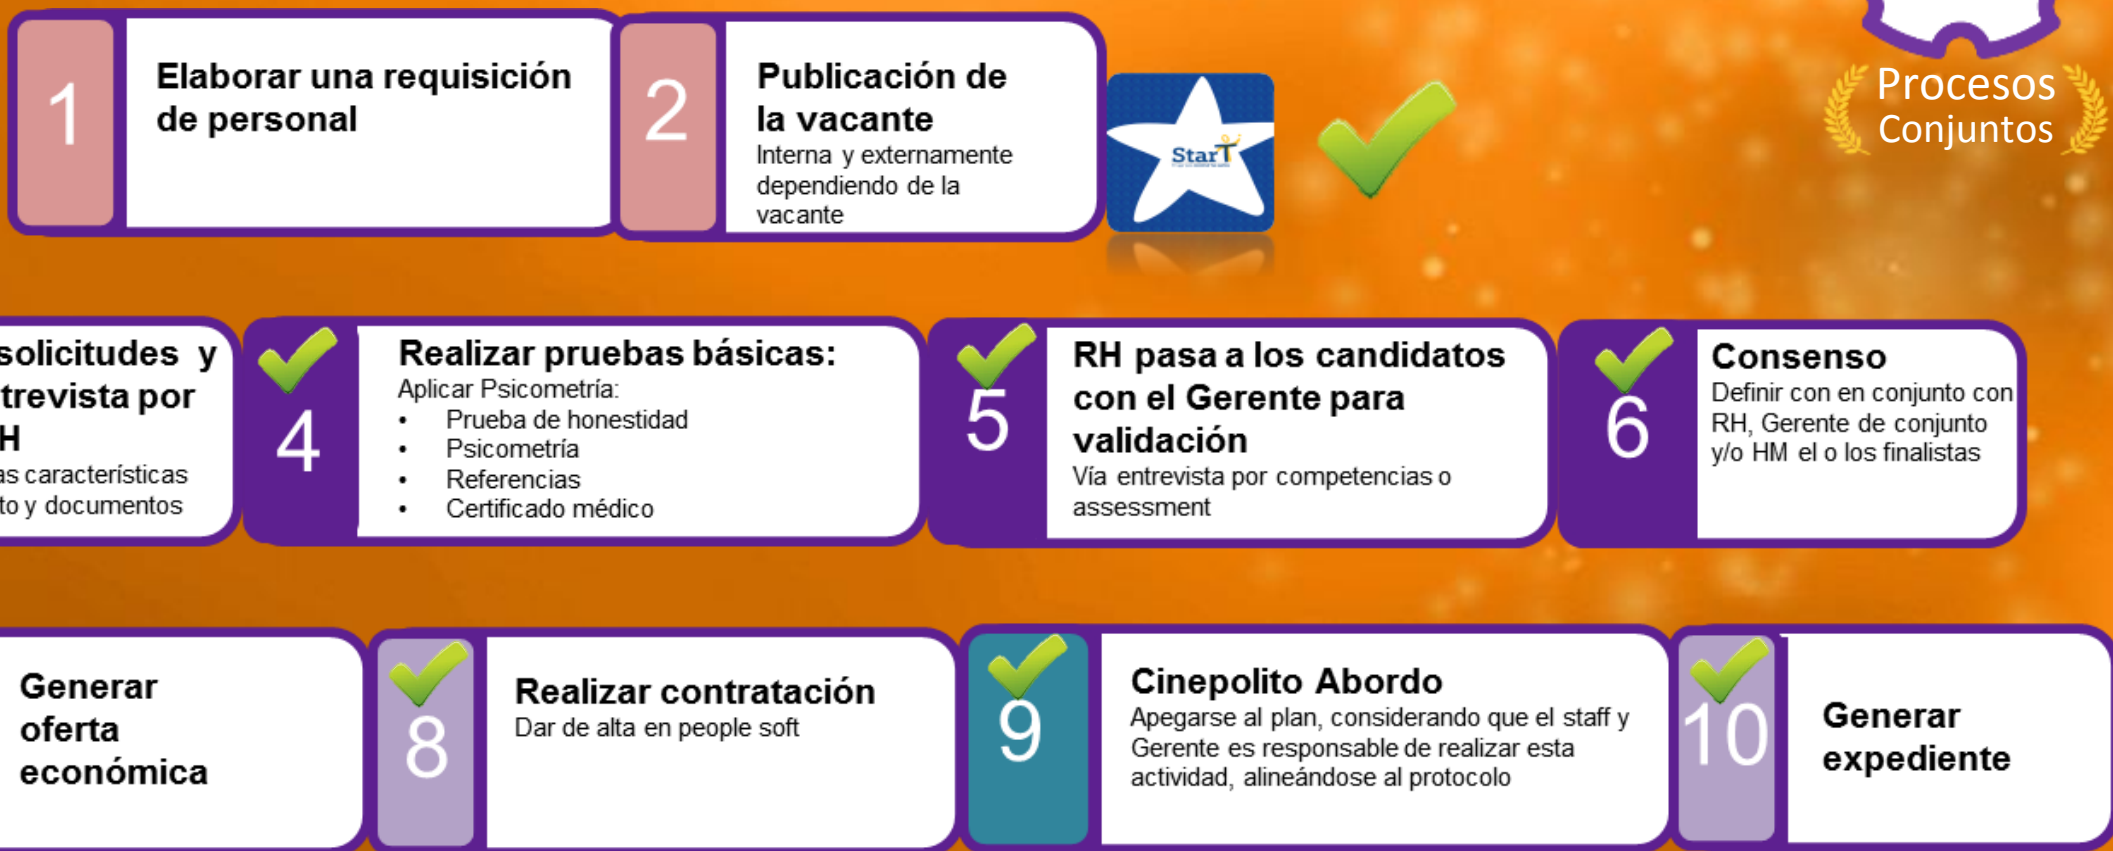 1
Elaborar una requisición
de personal
2
Publicación de
la vacante
Interna y externamente
dependiendo de la
vacante
StarT
Procesos
Conjuntos
solicitudes y
trevista por
H
as características
to y documentos
4
Realizar pruebas básicas:
Aplicar Psicometría:
• Prueba de honestidad
• Psicometría
• Referencias
• Certificado médico
5
RH pasa a los candidatos
con el Gerente para
validación
Vía entrevista por competencias o
assessment
6
Consenso
Definir con en conjunto con
RH, Gerente de conjunto
y/o HM el o los finalistas
Generar
oferta
económica
8
Realizar contratación
Dar de alta en people soft
9
Cinepolito Abordo
Apegarse al plan, considerando que el staff y
Gerente es responsable de realizar esta
actividad, alineándose al protocolo
10
Generar
expediente